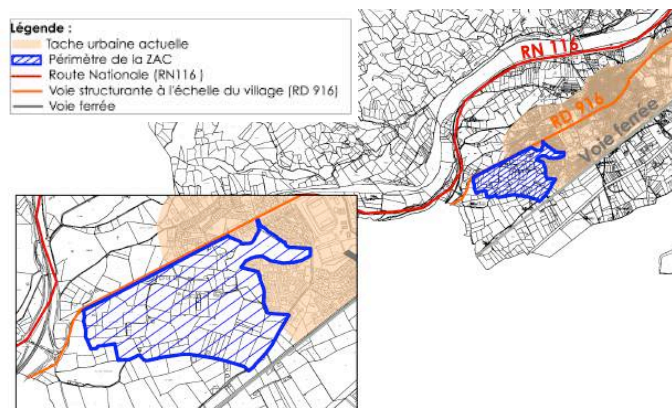 Légende :
Tache urbaine actuelle
Périmètre de la ZAC
Route Nationale (RN116 )
Voie structurante à l'échelle du village (RD 916)
Voie ferrée
RN 116
RD 916
Voie ferrée